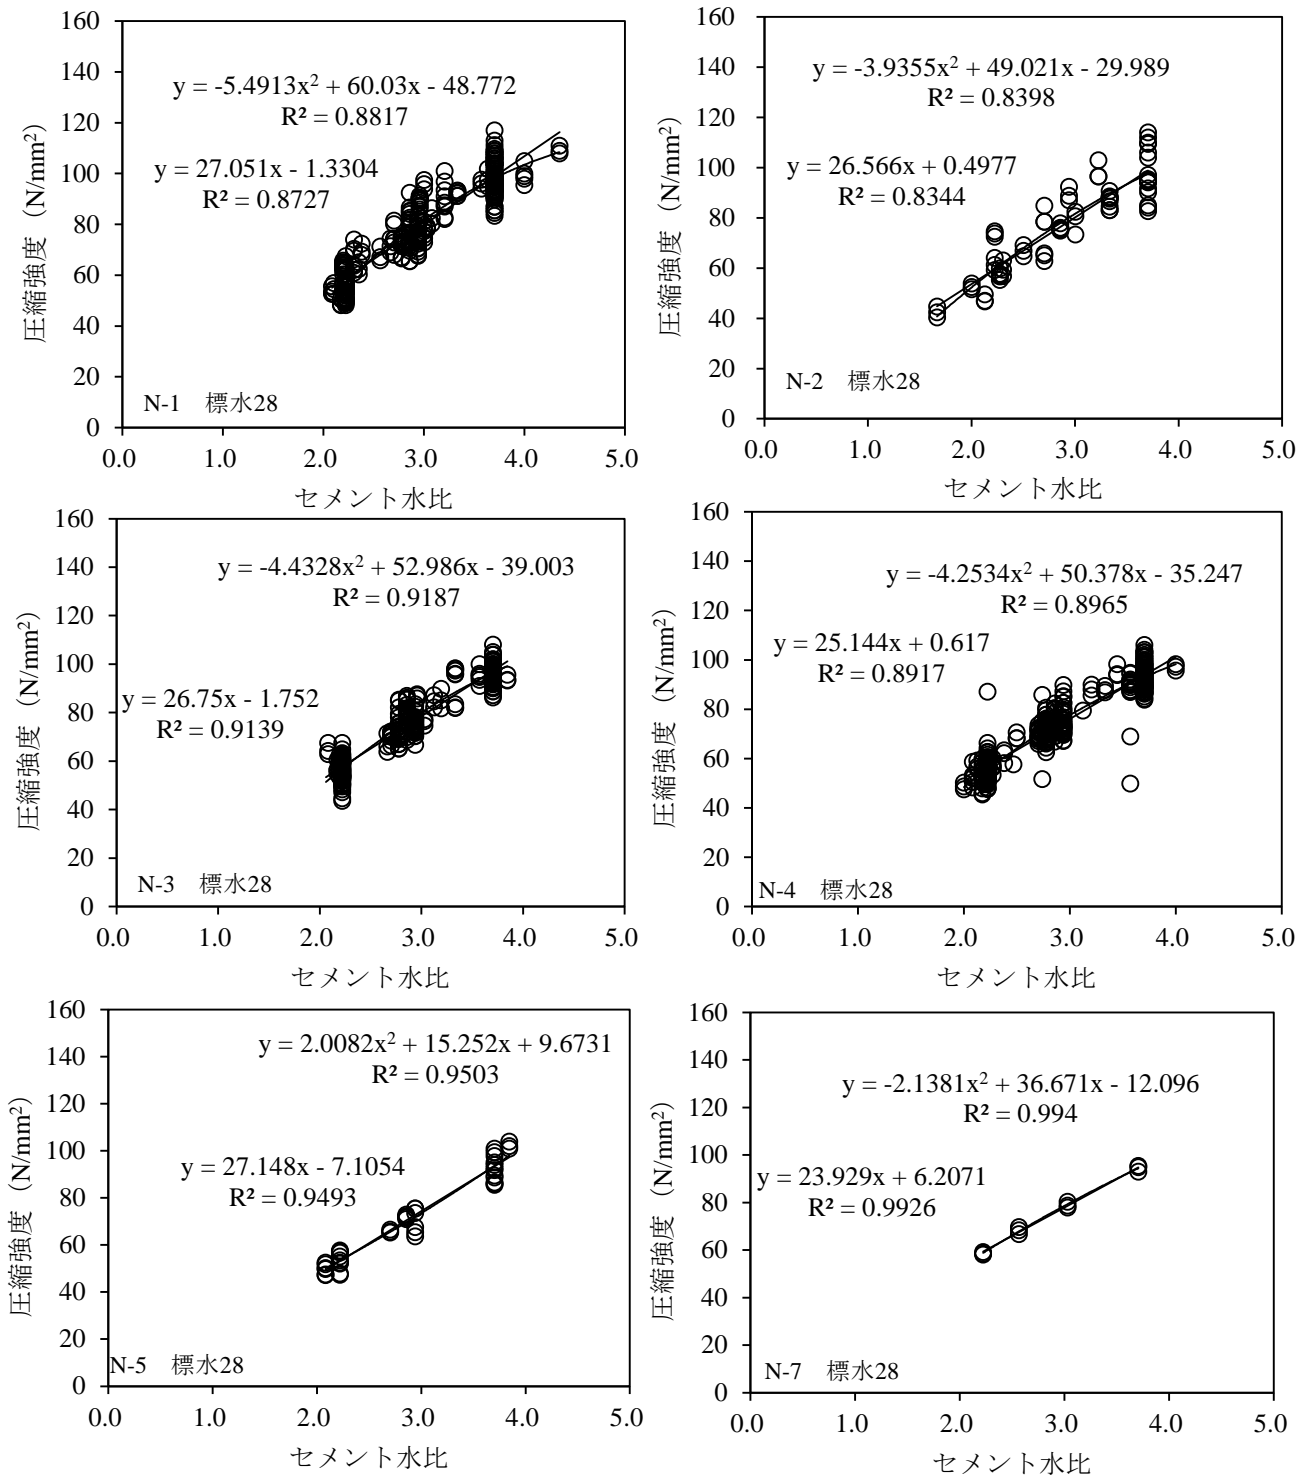 160
140
120
100
80
60
40
20
0
圧縮強度（N/mm²）
y = -5.4913x² + 60.03x - 48.772
R² = 0.8817
y = 27.051x - 1.3304
R² = 0.8727
N-1　標水28
0.0 1.0 2.0 3.0 4.0 5.0
セメント水比
160
140
120
100
80
60
40
20
0
圧縮強度（N/mm²）
y = -3.9355x² + 49.021x - 29.989
R² = 0.8398
y = 26.566x + 0.4977
R² = 0.8344
N-2　標水28
0.0 1.0 2.0 3.0 4.0 5.0
セメント水比
160
140
120
100
80
60
40
20
0
圧縮強度（N/mm²）
y = -4.4328x² + 52.986x - 39.003
R² = 0.9187
y = 26.75x - 1.752
R² = 0.9139
N-3　標水28
0.0 1.0 2.0 3.0 4.0 5.0
セメント水比
160
140
120
100
80
60
40
20
0
圧縮強度（N/mm²）
y = -4.2534x² + 50.378x - 35.247
R² = 0.8965
y = 25.144x + 0.617
R² = 0.8917
N-4　標水28
0.0 1.0 2.0 3.0 4.0 5.0
セメント水比
160
140
120
100
80
60
40
20
0
圧縮強度（N/mm²）
y = 2.0082x² + 15.252x + 9.6731
R² = 0.9503
y = 27.148x - 7.1054
R² = 0.9493
N-5　標水28
0.0 1.0 2.0 3.0 4.0 5.0
セメント水比
160
140
120
100
80
60
40
20
0
圧縮強度（N/mm²）
y = -2.1381x² + 36.671x - 12.096
R² = 0.994
y = 23.929x + 6.2071
R² = 0.9926
N-7　標水28
0.0 1.0 2.0 3.0 4.0 5.0
セメント水比